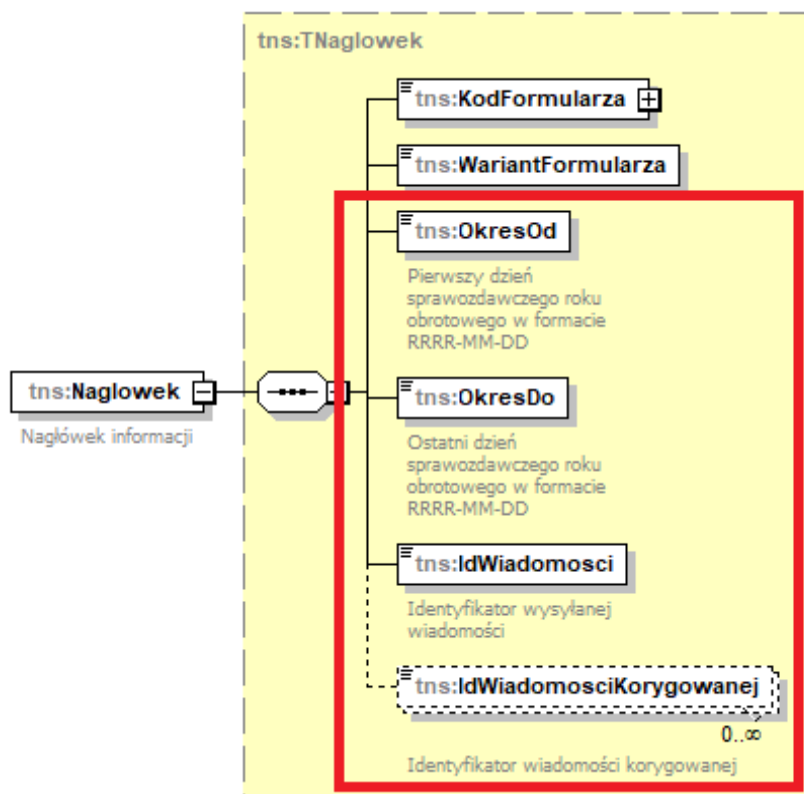 tns:TNaglowek
tns:KodFormularza
tns:WariantFormularza
tns:OkresOd
Pierwszy dzień
sprawozdawczego roku
obrotowego w formacie
RRRR-MM-DD
tns:Naglowek
Nagłówek informacji
tns:OkresDo
Ostatni dzień
sprawozdawczego roku
obrotowego w formacie
RRRR-MM-DD
tns:IdWiadomosci
Identyfikator wysyłanej
wiadomości
tns:IdWiadomosciKorygowanej
0..∞
Identyfikator wiadomości korygowanej